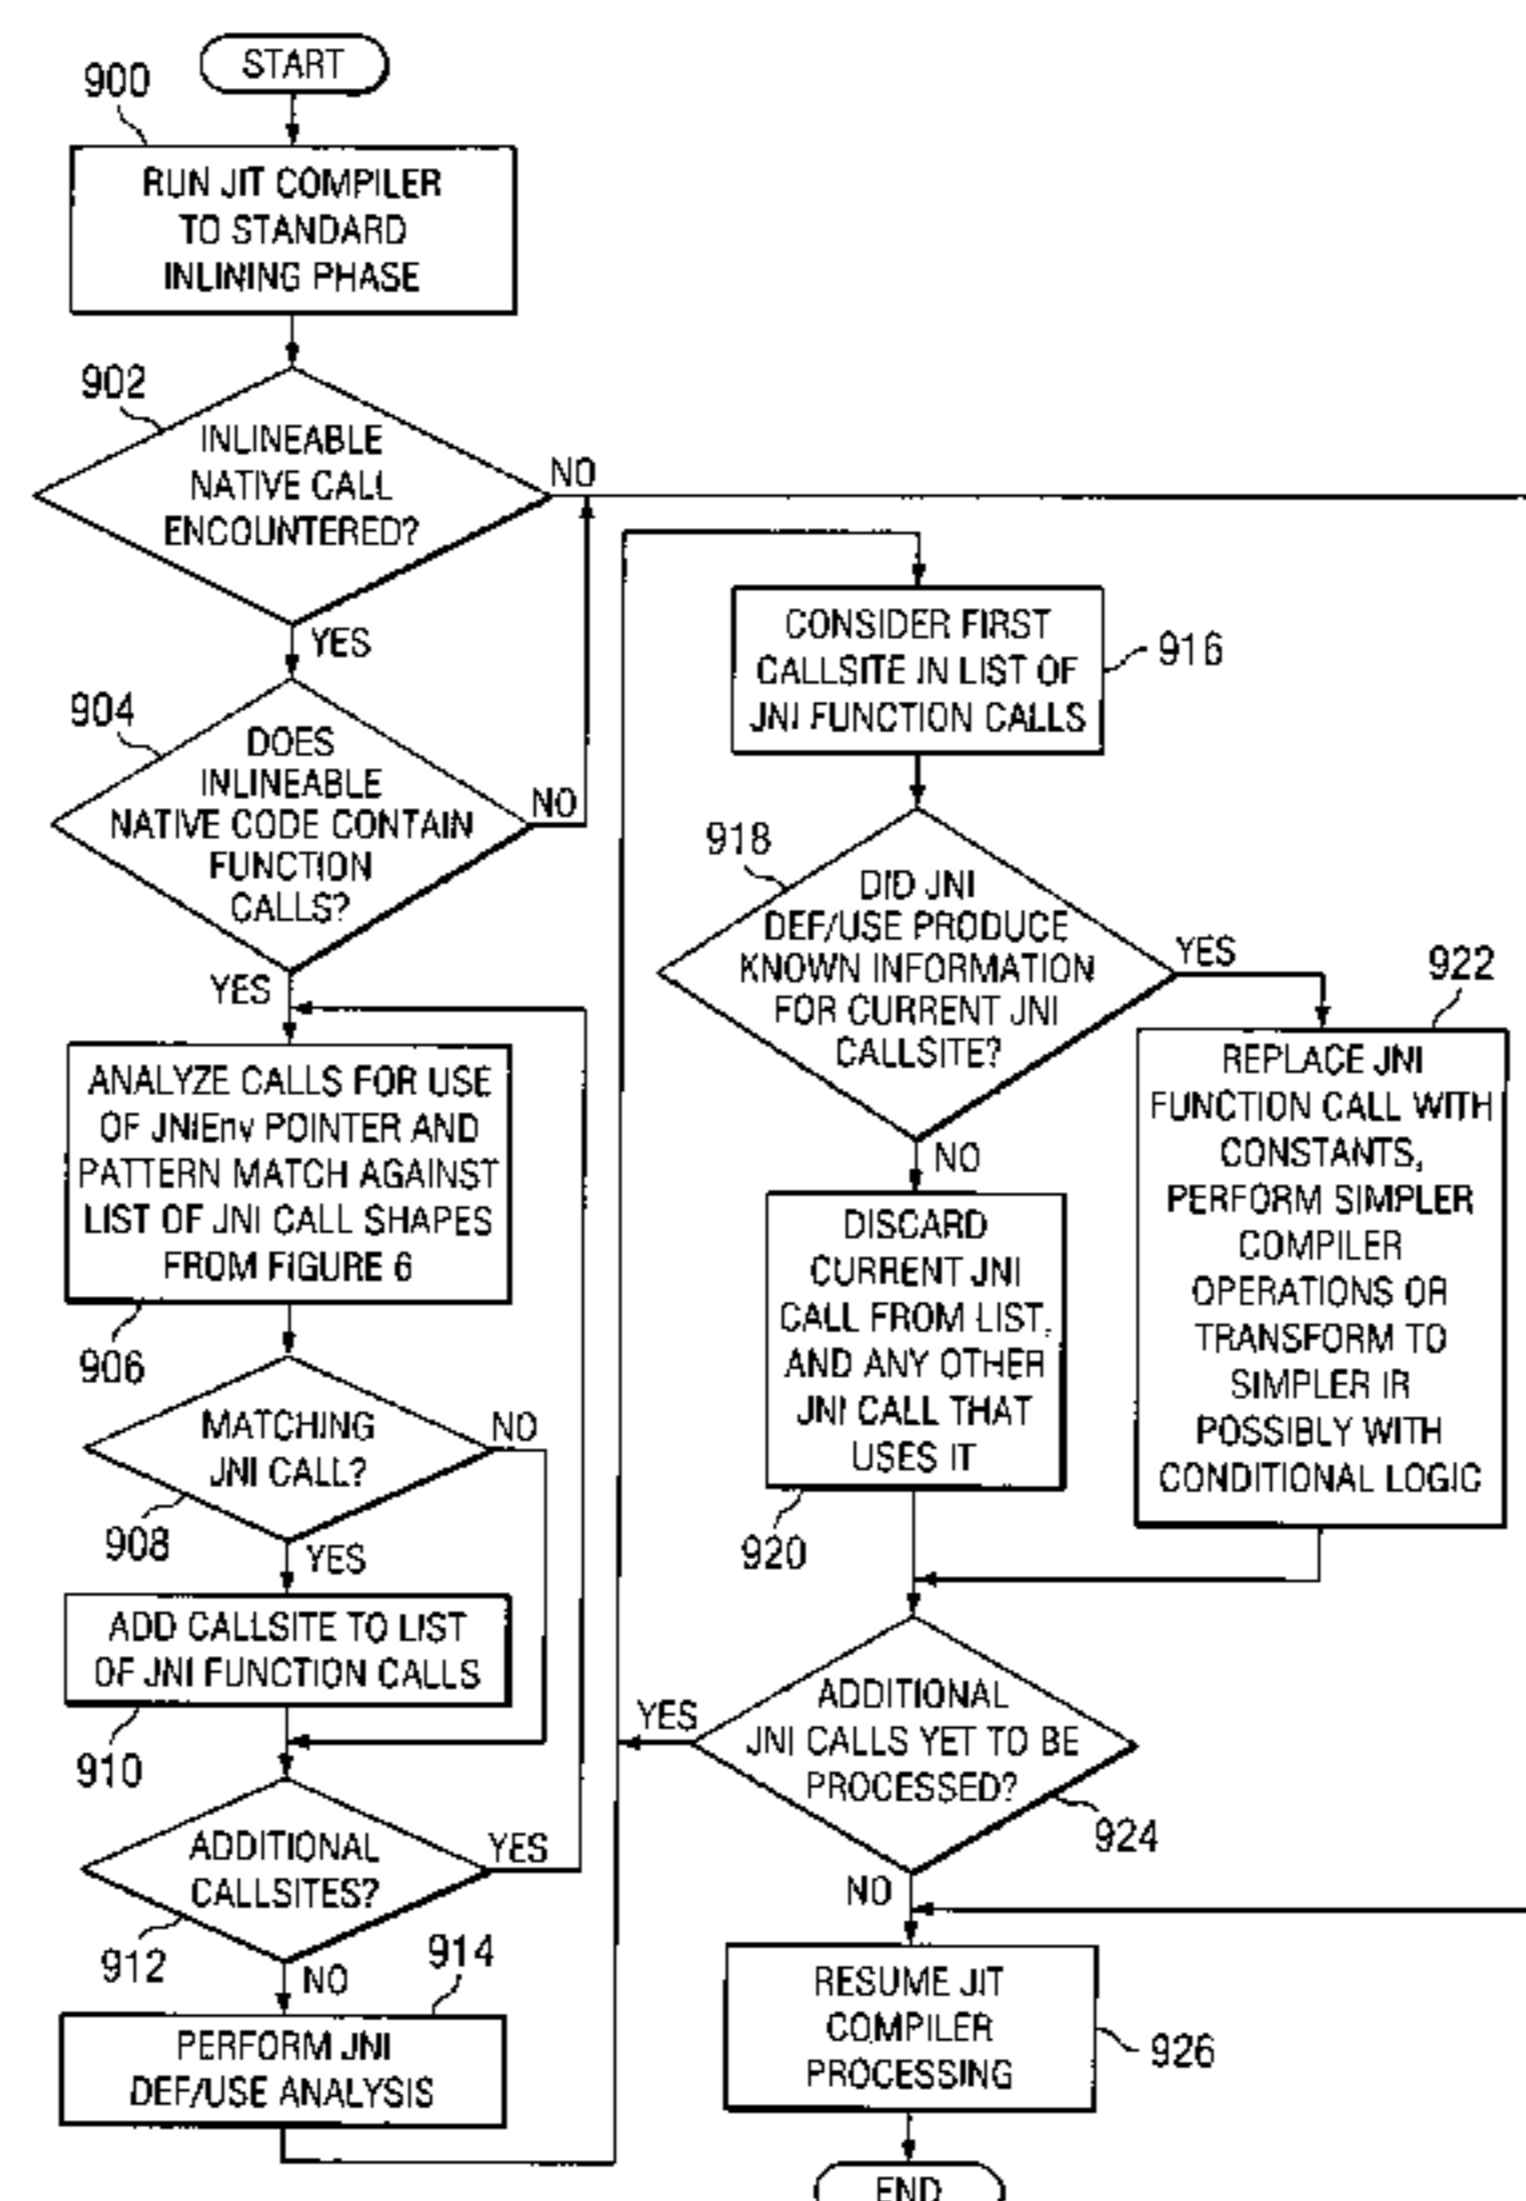 START
900
RUN JIT COMPILER
TO STANDARD
INLINING PHASE
902
INLINEABLE
NATIVE CALL
ENCOUNTERED?
NO
YES
904
DOES
INLINEABLE
NATIVE CODE CONTAIN
FUNCTION
CALLS?
NO
YES
ANALYZE CALLS FOR USE
OF JNIEnv POINTER AND
PATTERN MATCH AGAINST
LIST OF JNI CALL SHAPES
FROM FIGURE 6
906
MATCHING
JNI CALL?
NO
908
YES
ADD CALLSITE TO LIST
OF JNI FUNCTION CALLS
910
ADDITIONAL
CALLSITES?
YES
912
NO
914
PERFORM JNI
DEF/USE ANALYSIS
CONSIDER FIRST
CALLSITE IN LIST OF
JNI FUNCTION CALLS
916
918
DID JNI
DEF/USE PRODUCE
KNOWN INFORMATION
FOR CURRENT JNI
CALLSITE?
YES
NO
922
REPLACE JNI
FUNCTION CALL WITH
CONSTANTS,
PERFORM SIMPLER
COMPILER
OPERATIONS OR
TRANSFORM TO
SIMPLER IR
POSSIBLY WITH
CONDITIONAL LOGIC
DISCARD
CURRENT JNI
CALL FROM LIST,
AND ANY OTHER
JNI CALL THAT
USES IT
920
ADDITIONAL
JNI CALLS YET TO BE
PROCESSED?
YES
924
NO
RESUME JIT
COMPILER
PROCESSING
926
END